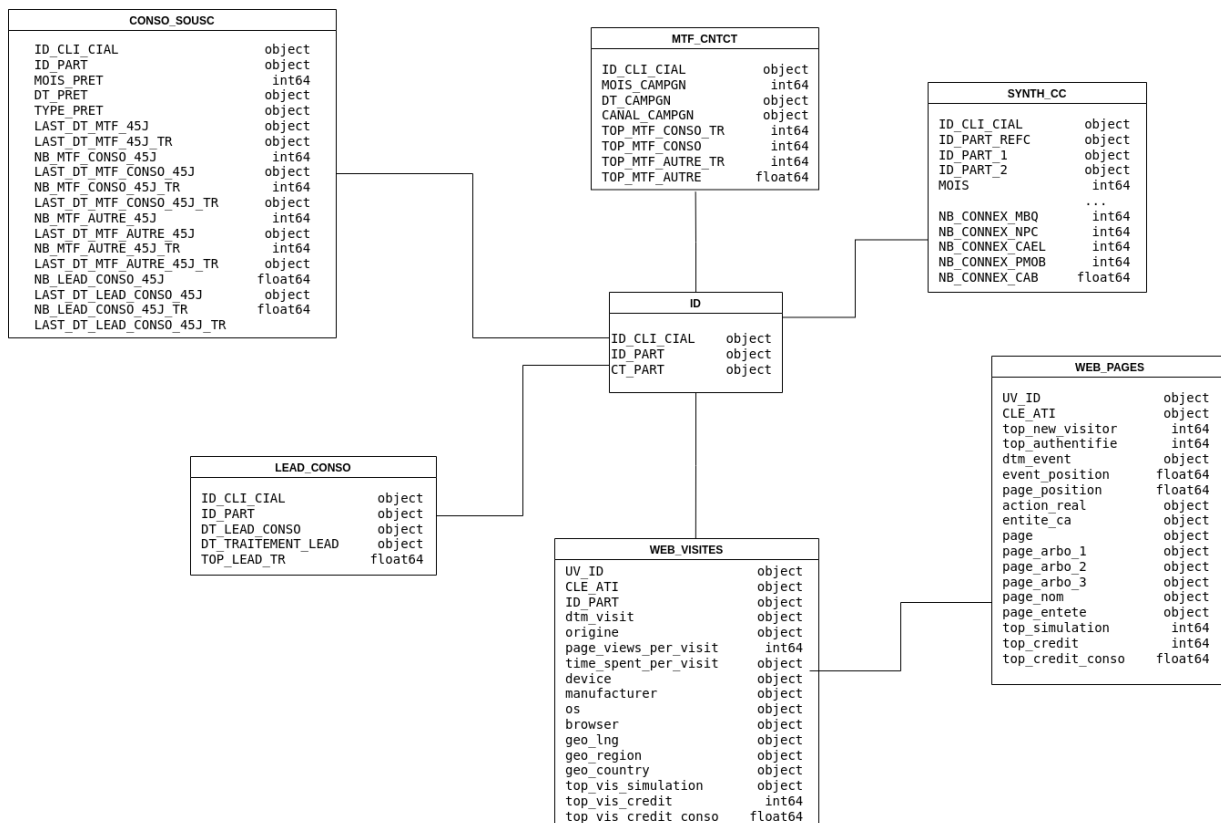 CONSO_SOUSC
ID_CLI_CIAL object
ID_PART object
MOIS_PRET int64
DT_PRET object
TYPE_PRET object
LAST_DT_MTF_45J object
LAST_DT_MTF_45J_TR object
NB_MTF_CONSO_45J int64
LAST_DT_MTF_CONSO_45J object
NB_MTF_CONSO_45J_TR int64
LAST_DT_MTF_CONSO_45J_TR object
NB_MTF_AUTRE_45J int64
LAST_DT_MTF_AUTRE_45J object
NB_MTF_AUTRE_45J_TR int64
LAST_DT_MTF_AUTRE_45J_TR object
NB_LEAD_CONSO_45J float64
LAST_DT_LEAD_CONSO_45J object
NB_LEAD_CONSO_45J_TR float64
LAST_DT_LEAD_CONSO_45J_TR
MTF_CNTCT
ID_CLI_CIAL object
MOIS_CAMPGN int64
DT_CAMPGN object
CANAL_CAMPGN object
TOP_MTF_CONSO_TR int64
TOP_MTF_CONSO int64
TOP_MTF_AUTRE_TR int64
TOP_MTF_AUTRE float64
SYNTH_CC
ID_CLI_CIAL object
ID_PART_REFC object
ID_PART_1 object
ID_PART_2 object
MOIS int64
...
NB_CONNEX_MBQ int64
NB_CONNEX_NPC int64
NB_CONNEX_CAEL int64
NB_CONNEX_PMOB int64
NB_CONNEX_CAB float64
ID
ID_CLI_CIAL object
ID_PART object
CT_PART object
WEB_PAGES
UV_ID object
CLE_ATI object
top_new_visitor int64
top_authentifie int64
dtm_event object
event_position float64
page_position float64
action_real object
entite_ca object
page object
page_arbo_1 object
page_arbo_2 object
page_arbo_3 object
page_nom object
page_entete object
top_simulation int64
top_credit int64
top_credit_conso float64
LEAD_CONSO
ID_CLI_CIAL object
ID_PART object
DT_LEAD_CONSO object
DT_TRAITEMENT_LEAD object
TOP_LEAD_TR float64
WEB_VISITES
UV_ID object
CLE_ATI object
ID_PART object
dtm_visit object
origine object
page_views_per_visit int64
time_spent_per_visit object
device object
manufacturer object
os object
browser object
geo_lng object
geo_region object
geo_country object
top_vis_simulation object
top_vis_credit int64
top_vis_credit_conso float64